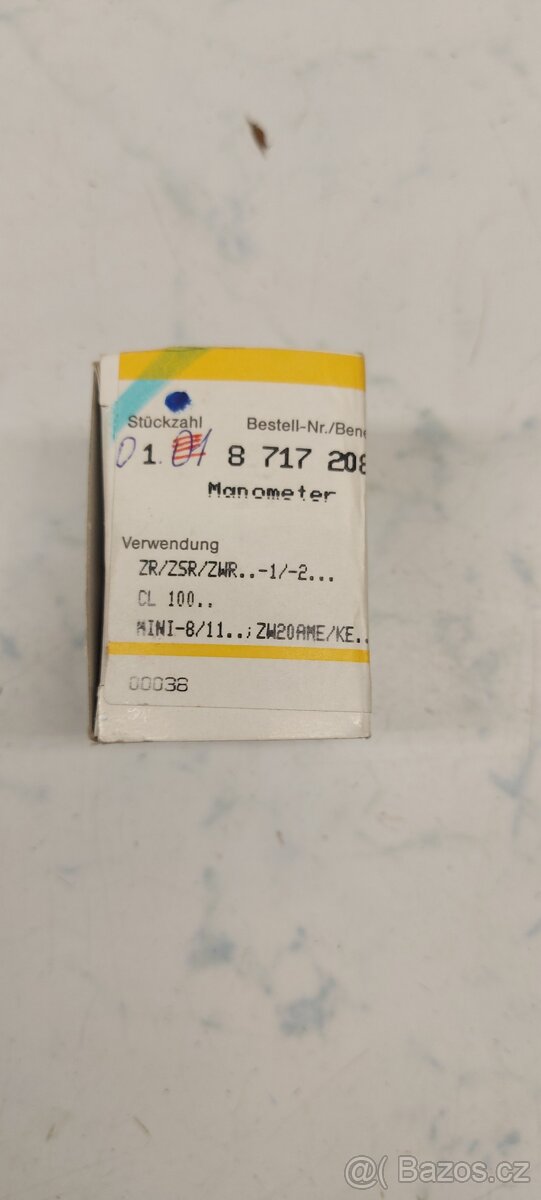 Stückzahl Bestell-Nr./Bene
01.01 8 717 208
Manometer
Verwendung
ZR/ZSR/ZWR..-1/-2...
CL 100..
MINI-8/11..;ZW20AME/KE..
00038
@ Bazoš.cz